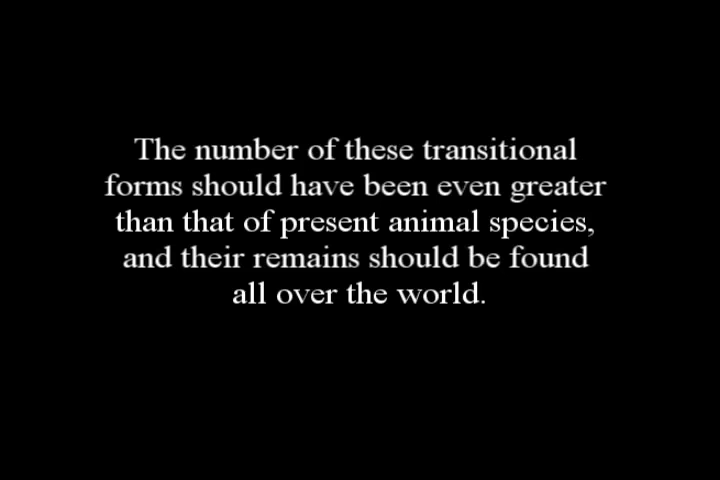 The number of these transitional
forms should have been even greater
than that of present animal species,
and their remains should be found
all over the world.